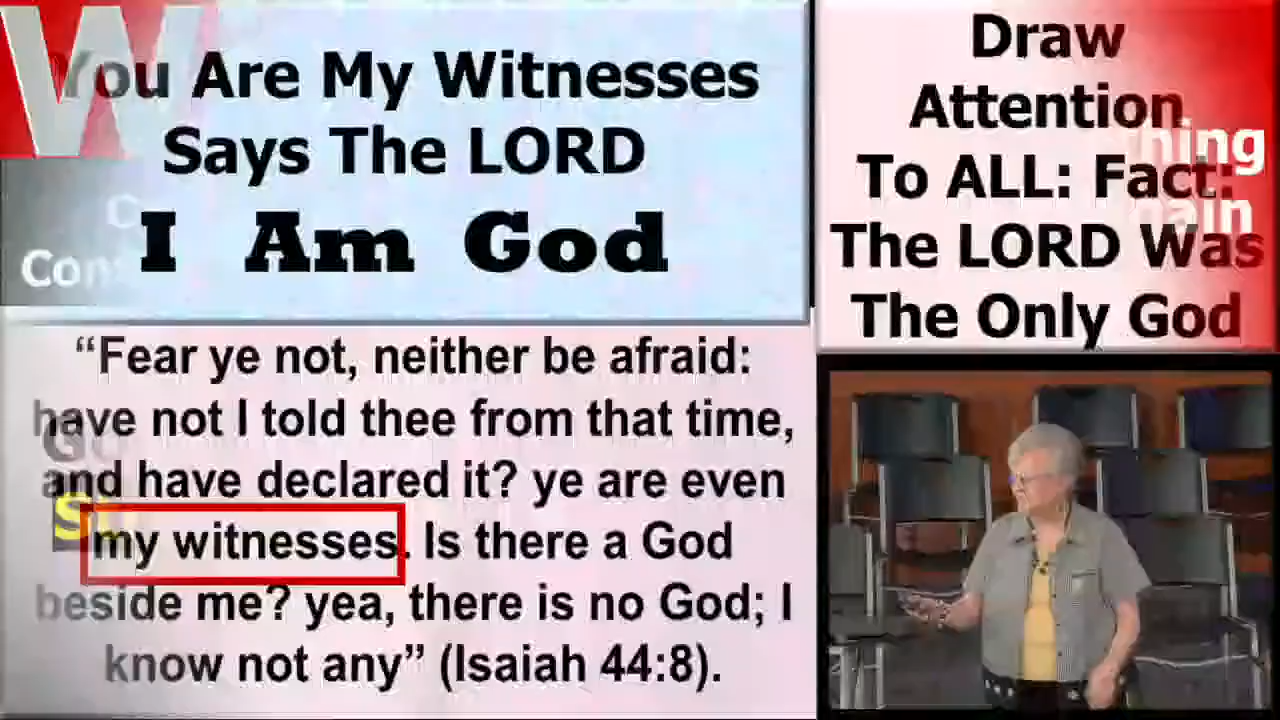 W
You Are My Witnesses
Says The LORD
I Am God
Draw
Attention
To ALL: Fact:
The LORD Was
The Only God
“Fear ye not, neither be afraid:
have not I told thee from that time,
and have declared it? ye are even
my witnesses. Is there a God
beside me? yea, there is no God; I
know not any” (Isaiah 44:8).